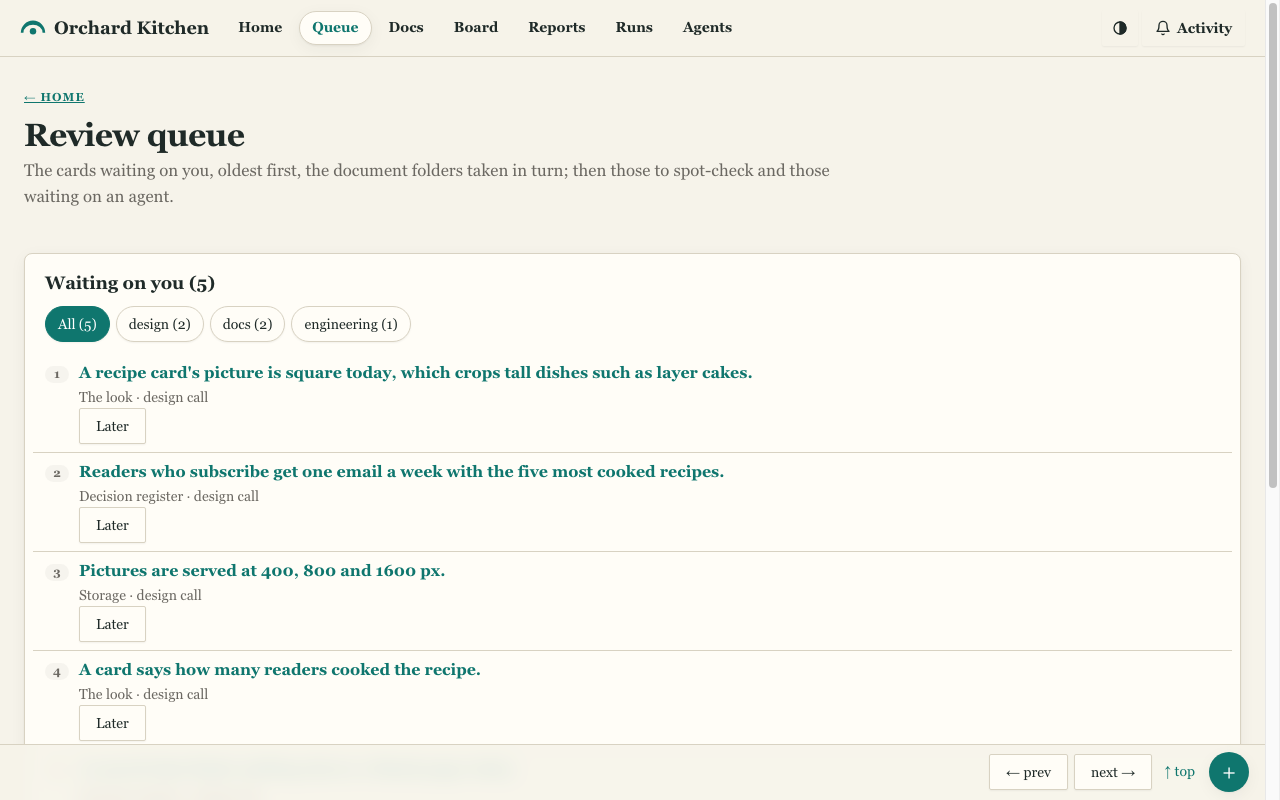 Orchard Kitchen
Home
Queue
Docs
Board
Reports
Runs
Agents
Activity
← HOME
Review queue
The cards waiting on you, oldest first, the document folders taken in turn; then those to spot-check and those
waiting on an agent.
Waiting on you (5)
All (5)
design (2)
docs (2)
engineering (1)
1
A recipe card's picture is square today, which crops tall dishes such as layer cakes.
The look · design call
Later
2
Readers who subscribe get one email a week with the five most cooked recipes.
Decision register · design call
Later
3
Pictures are served at 400, 800 and 1600 px.
Storage · design call
Later
4
A card says how many readers cooked the recipe.
The look · design call
Later
← prev
next →
↑ top
+